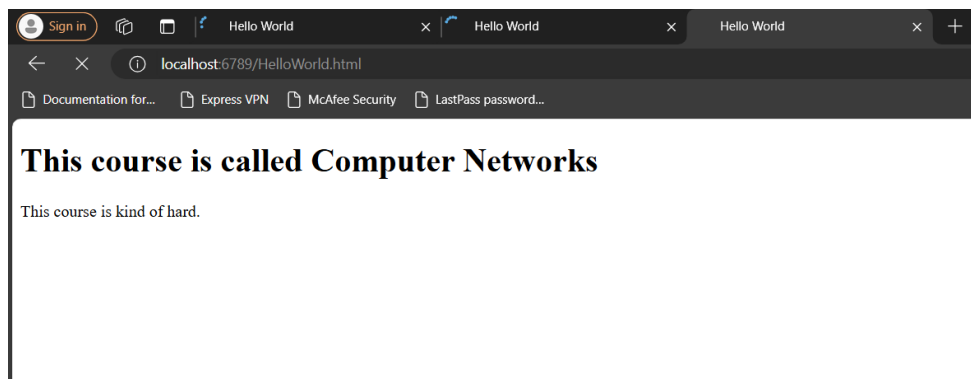 Sign in Hello World Hello World Hello World
localhost:6789/HelloWorld.html
Documentation for... Express VPN McAfee Security LastPass password...
This course is called Computer Networks
This course is kind of hard.